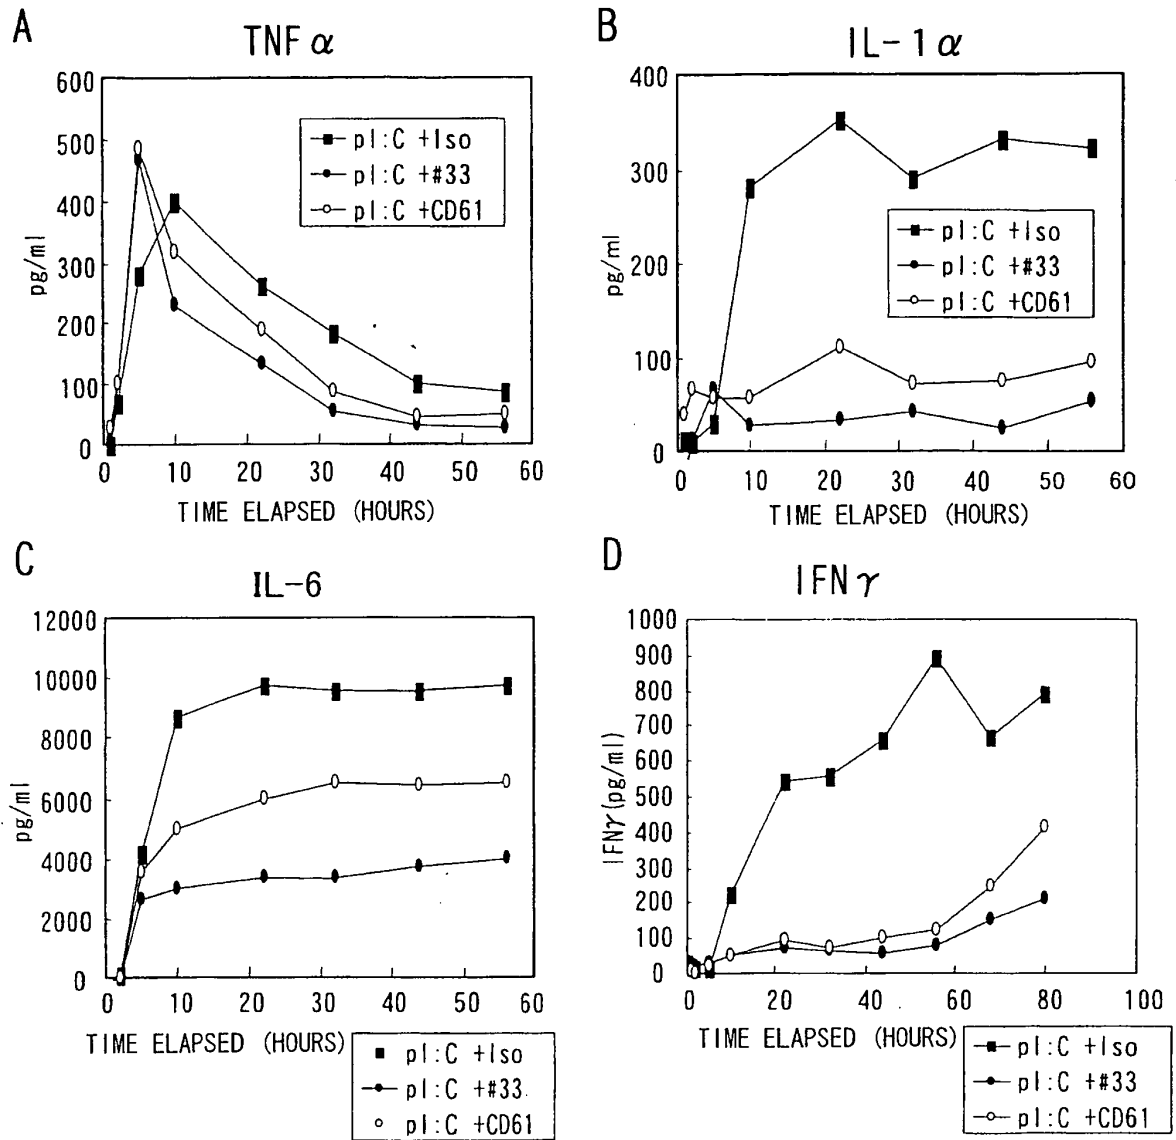 A
TNF α
600
500
400
300
200
100
0
pg/ml
pI:C +Iso
pI:C +#33
pI:C +CD61
0 10 20 30 40 50 60
TIME ELAPSED (HOURS)
B
IL-1α
400
300
200
100
0
pg/ml
pI:C +Iso
pI:C +#33
pI:C +CD61
0 10 20 30 40 50 60
TIME ELAPSED (HOURS)
C
IL-6
12000
10000
8000
6000
4000
2000
0
pg/ml
0 10 20 30 40 50 60
TIME ELAPSED (HOURS)
pI:C +Iso
pI:C +#33
pI:C +CD61
D
IFNγ
1000
900
800
700
600
500
400
300
200
100
0
IFNγ(pg/ml)
0 20 40 60 80 100
TIME ELAPSED (HOURS)
pI:C +Iso
pI:C +#33
pI:C +CD61